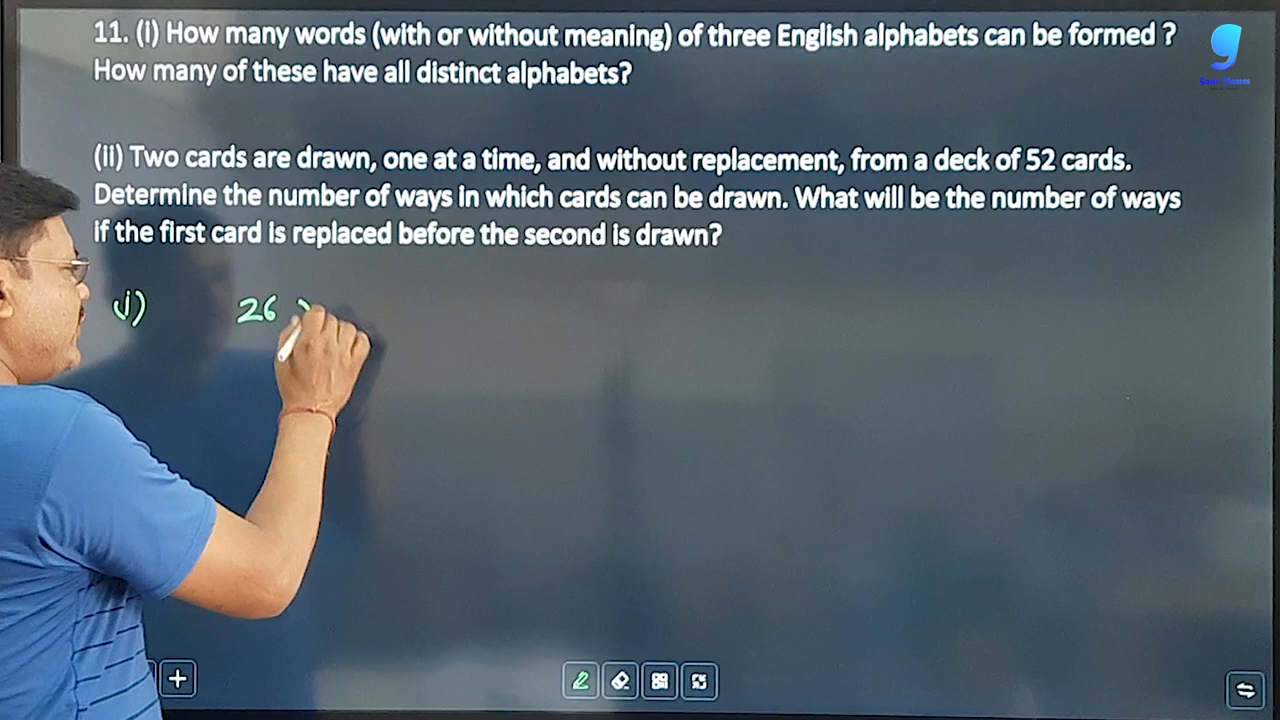 11. (i) How many words (with or without meaning) of three English alphabets can be formed ?
How many of these have all distinct alphabets?
(ii) Two cards are drawn, one at a time, and without replacement, from a deck of 52 cards.
Determine the number of ways in which cards can be drawn. What will be the number of ways
if the first card is replaced before the second is drawn?
(i) 26